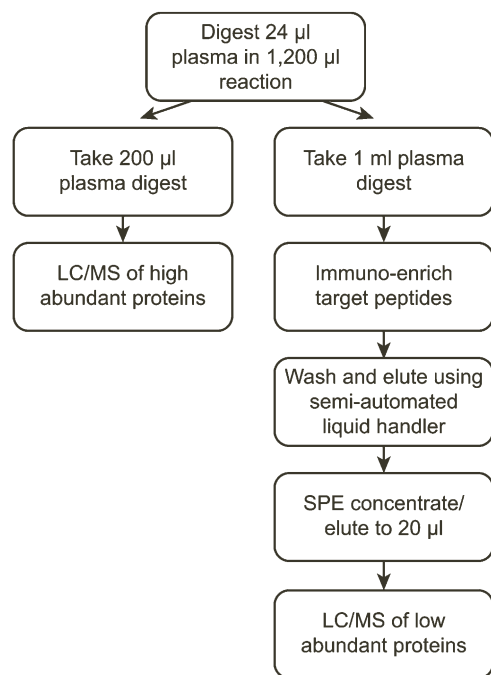 Digest 24 µl
plasma in 1,200 µl
reaction
Take 200 µl
plasma digest
LC/MS of high
abundant proteins
Take 1 ml plasma
digest
Immuno-enrich
target peptides
Wash and elute using
semi-automated
liquid handler
SPE concentrate/
elute to 20 µl
LC/MS of low
abundant proteins